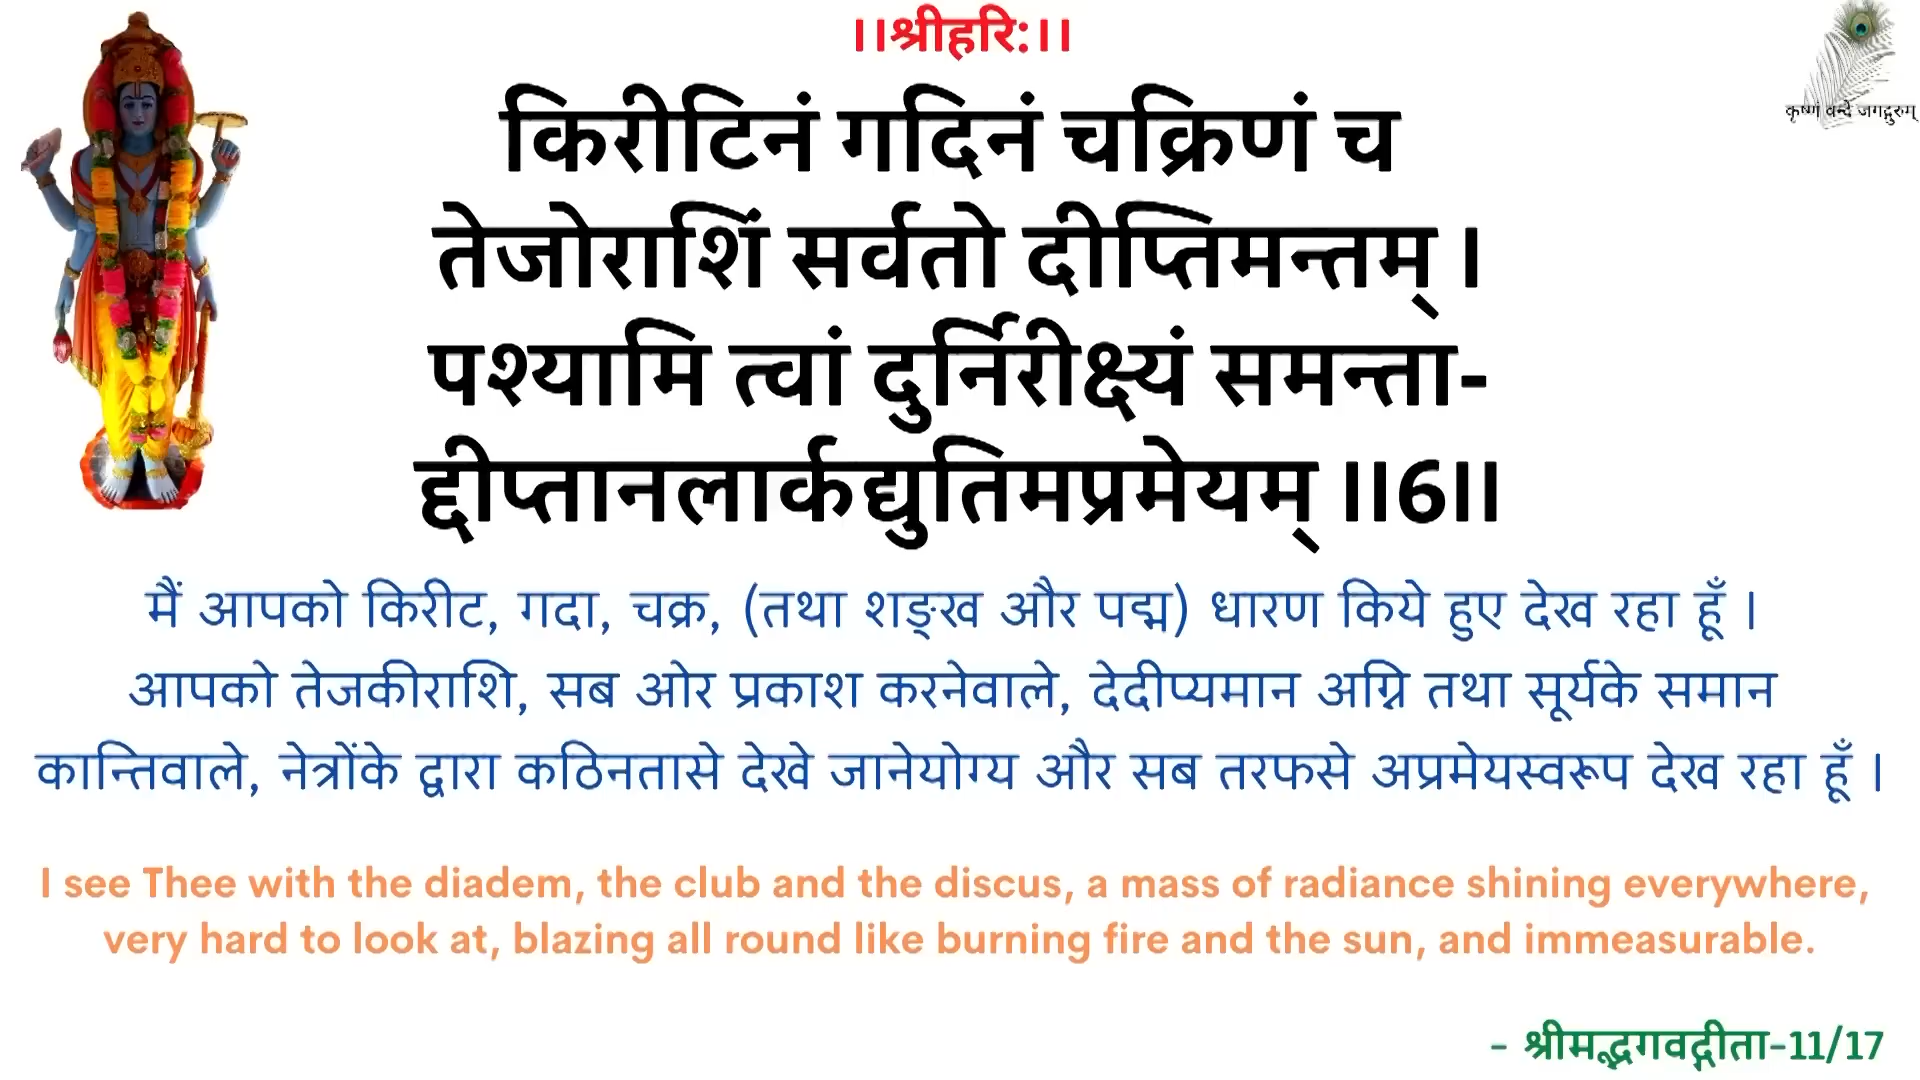 ।।श्रीहरि:।।
कृष्णं वन्दे जगद्गुरुम्
किरीटिनं गदिनं चक्रिणं च
तेजोराशिं सर्वतो दीप्तिमन्तम् ।
पश्यामि त्वां दुर्निरीक्ष्यं समन्ता-
द्दीप्तानलार्कद्युतिमप्रमेयम् ।।6।।
मैं आपको किरीट, गदा, चक्र, (तथा शङ्ख और पद्म) धारण किये हुए देख रहा हूँ ।
आपको तेजकीराशि, सब ओर प्रकाश करनेवाले, देदीप्यमान अग्नि तथा सूर्यके समान
कान्तिवाले, नेत्रोंके द्वारा कठिनतासे देखे जानेयोग्य और सब तरफसे अप्रमेयस्वरूप देख रहा हूँ ।
I see Thee with the diadem, the club and the discus, a mass of radiance shining everywhere,
very hard to look at, blazing all round like burning fire and the sun, and immeasurable.
- श्रीमद्भगवद्गीता-11/17